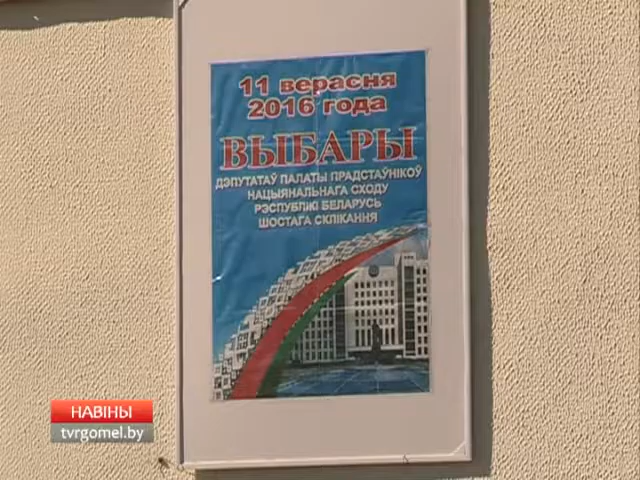 11 верасня
2016 года
ВЫБАРЫ
ДЭПУТАТАЎ ПАЛАТЫ ПРАДСТАЎНІКОЎ
НАЦЫЯНАЛЬНАГА СХОДУ
РЭСПУБЛІКІ БЕЛАРУСЬ
ШОСТАГА СКЛІКАННЯ
НАВІНЫ
tvrgomel.by